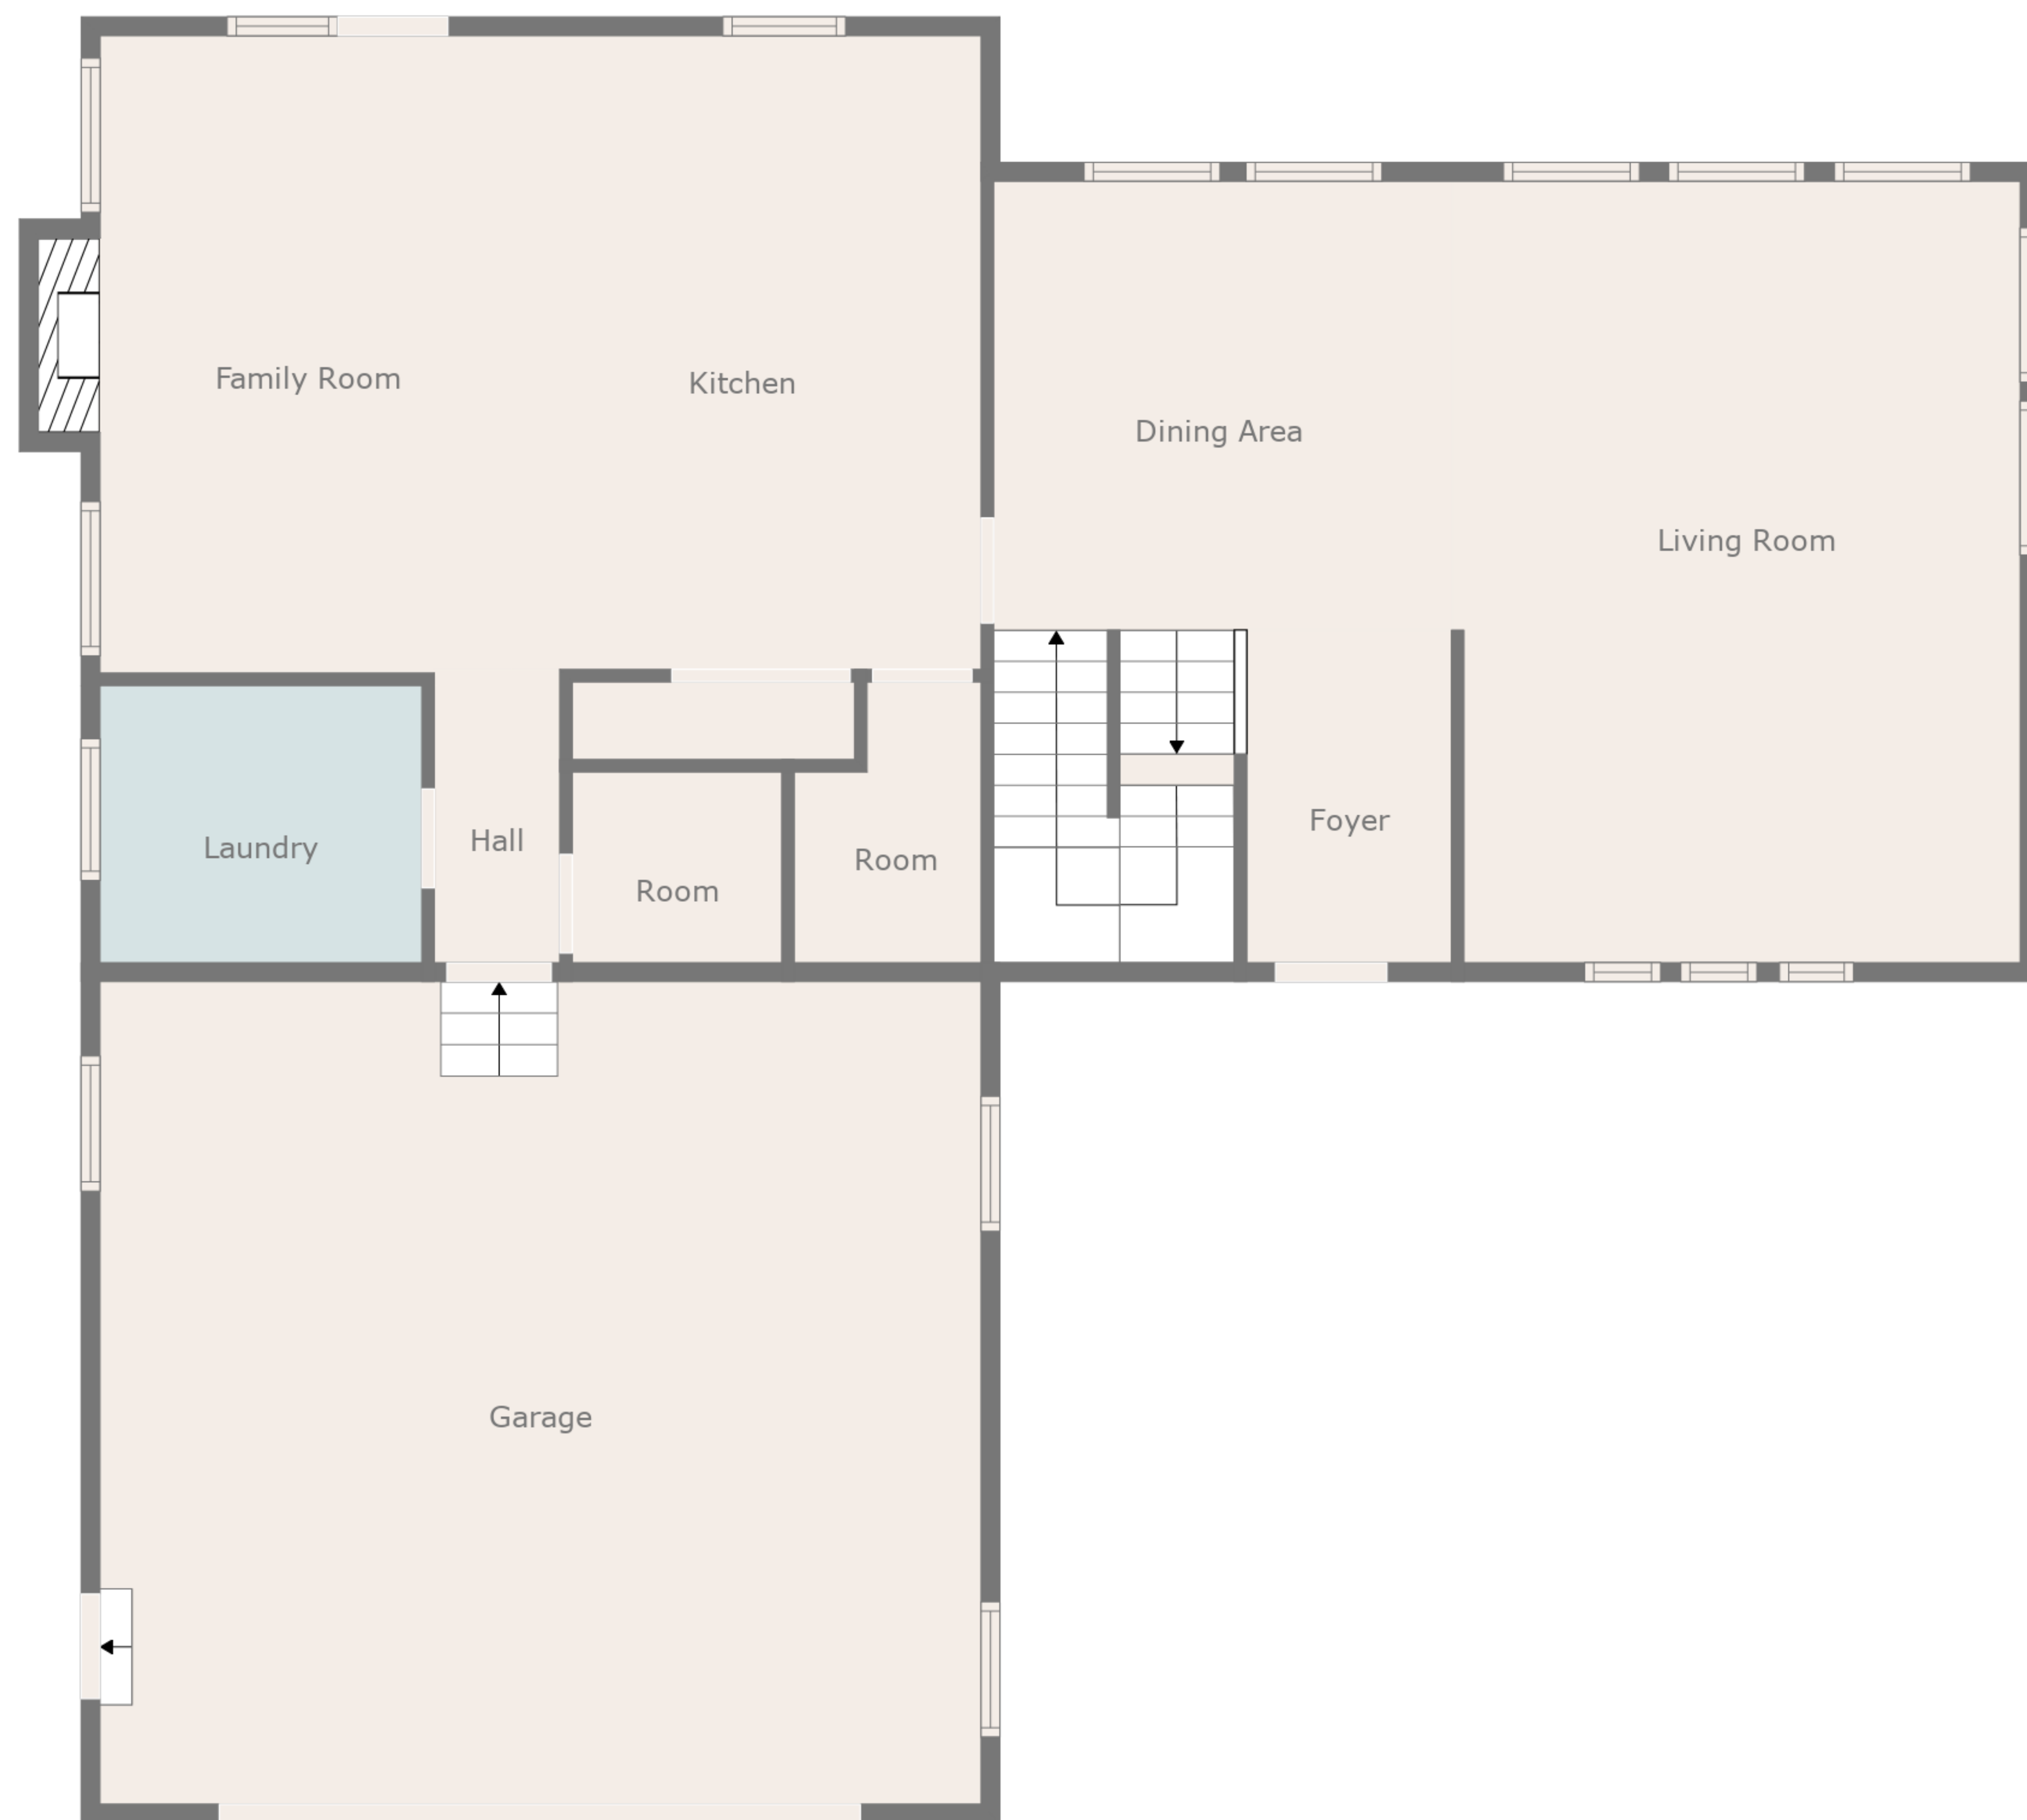 Family Room
Kitchen
Dining Area
Living Room
Laundry
Hall
Room
Room
Foyer
Garage